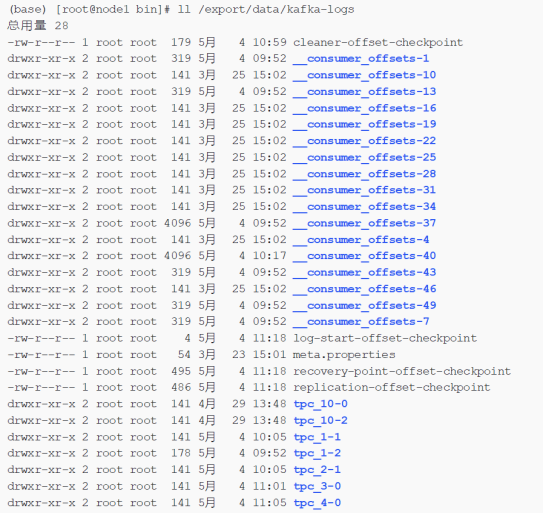 (base) [root@node1 bin]# ll /export/data/kafka-logs
总用量 28
-rw-r--r-- 1 root root 179 5月 4 10:59 cleaner-offset-checkpoint
drwxr-xr-x 2 root root 319 5月 4 09:52 __consumer_offsets-1
drwxr-xr-x 2 root root 141 3月 25 15:02 __consumer_offsets-10
drwxr-xr-x 2 root root 319 5月 4 09:52 __consumer_offsets-13
drwxr-xr-x 2 root root 141 3月 25 15:02 __consumer_offsets-16
drwxr-xr-x 2 root root 141 3月 25 15:02 __consumer_offsets-19
drwxr-xr-x 2 root root 141 3月 25 15:02 __consumer_offsets-22
drwxr-xr-x 2 root root 141 3月 25 15:02 __consumer_offsets-25
drwxr-xr-x 2 root root 141 3月 25 15:02 __consumer_offsets-28
drwxr-xr-x 2 root root 141 3月 25 15:02 __consumer_offsets-31
drwxr-xr-x 2 root root 141 3月 25 15:02 __consumer_offsets-34
drwxr-xr-x 2 root root 4096 5月 4 09:52 __consumer_offsets-37
drwxr-xr-x 2 root root 141 3月 25 15:02 __consumer_offsets-4
drwxr-xr-x 2 root root 4096 5月 4 10:17 __consumer_offsets-40
drwxr-xr-x 2 root root 319 5月 4 09:52 __consumer_offsets-43
drwxr-xr-x 2 root root 141 3月 25 15:02 __consumer_offsets-46
drwxr-xr-x 2 root root 319 5月 4 09:52 __consumer_offsets-49
drwxr-xr-x 2 root root 319 5月 4 09:52 __consumer_offsets-7
-rw-r--r-- 1 root root 4 5月 4 11:18 log-start-offset-checkpoint
-rw-r--r-- 1 root root 54 3月 23 15:01 meta.properties
-rw-r--r-- 1 root root 495 5月 4 11:18 recovery-point-offset-checkpoint
-rw-r--r-- 1 root root 486 5月 4 11:18 replication-offset-checkpoint
drwxr-xr-x 2 root root 141 4月 29 13:48 tpc_10-0
drwxr-xr-x 2 root root 141 4月 29 13:48 tpc_10-2
drwxr-xr-x 2 root root 141 5月 4 10:05 tpc_1-1
drwxr-xr-x 2 root root 178 5月 4 09:52 tpc_1-2
drwxr-xr-x 2 root root 141 5月 4 10:05 tpc_2-1
drwxr-xr-x 2 root root 141 5月 4 11:01 tpc_3-0
drwxr-xr-x 2 root root 141 5月 4 11:05 tpc_4-0